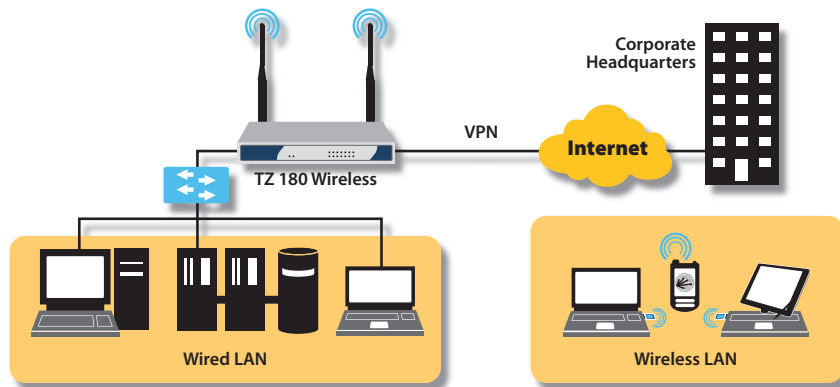 Corporate
Headquarters
VPN
Internet
TZ 180 Wireless
Wired LAN
Wireless LAN